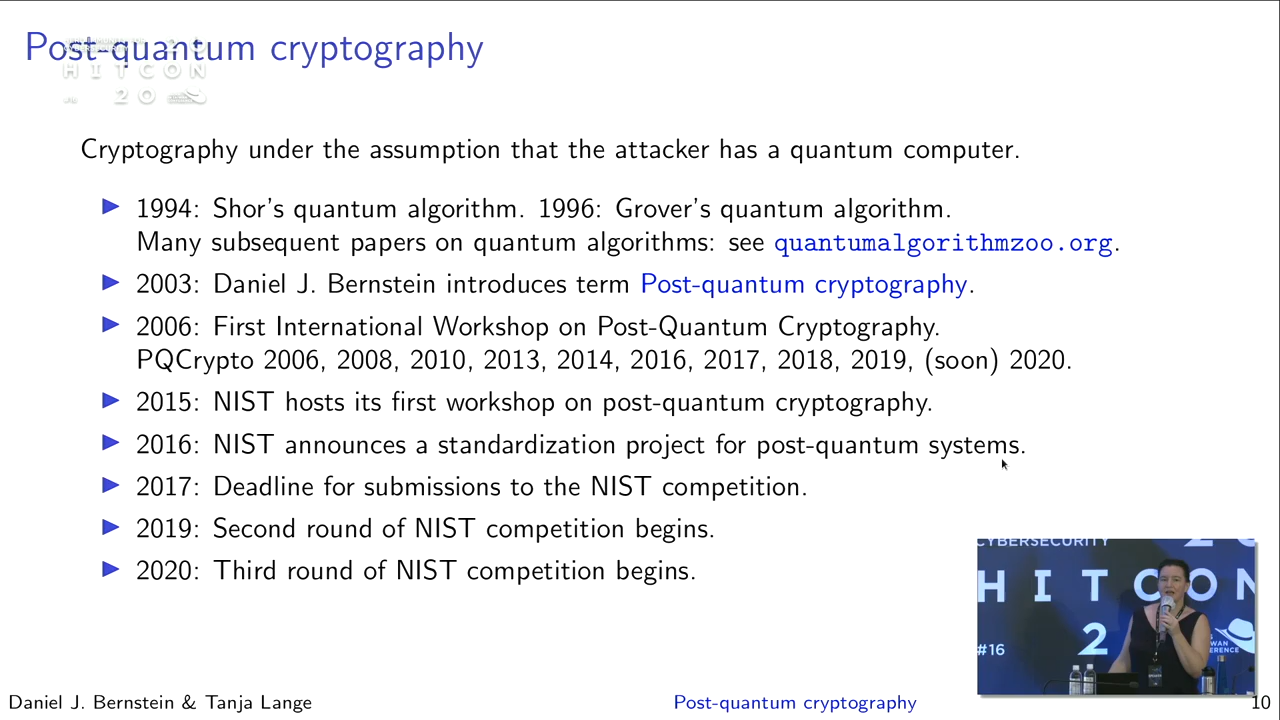 Post-quantum cryptography
HITCON
20
Cryptography under the assumption that the attacker has a quantum computer.
▶ 1994: Shor's quantum algorithm. 1996: Grover's quantum algorithm.
Many subsequent papers on quantum algorithms: see quantumalgorithmzoo.org.
▶ 2003: Daniel J. Bernstein introduces term Post-quantum cryptography.
▶ 2006: First International Workshop on Post-Quantum Cryptography.
PQCrypto 2006, 2008, 2010, 2013, 2014, 2016, 2017, 2018, 2019, (soon) 2020.
▶ 2015: NIST hosts its first workshop on post-quantum cryptography.
▶ 2016: NIST announces a standardization project for post-quantum systems.
▶ 2017: Deadline for submissions to the NIST competition.
▶ 2019: Second round of NIST competition begins.
▶ 2020: Third round of NIST competition begins.
CYBERSECURITY 2
HITCON
#16 2
Daniel J. Bernstein & Tanja Lange
Post-quantum cryptography
10